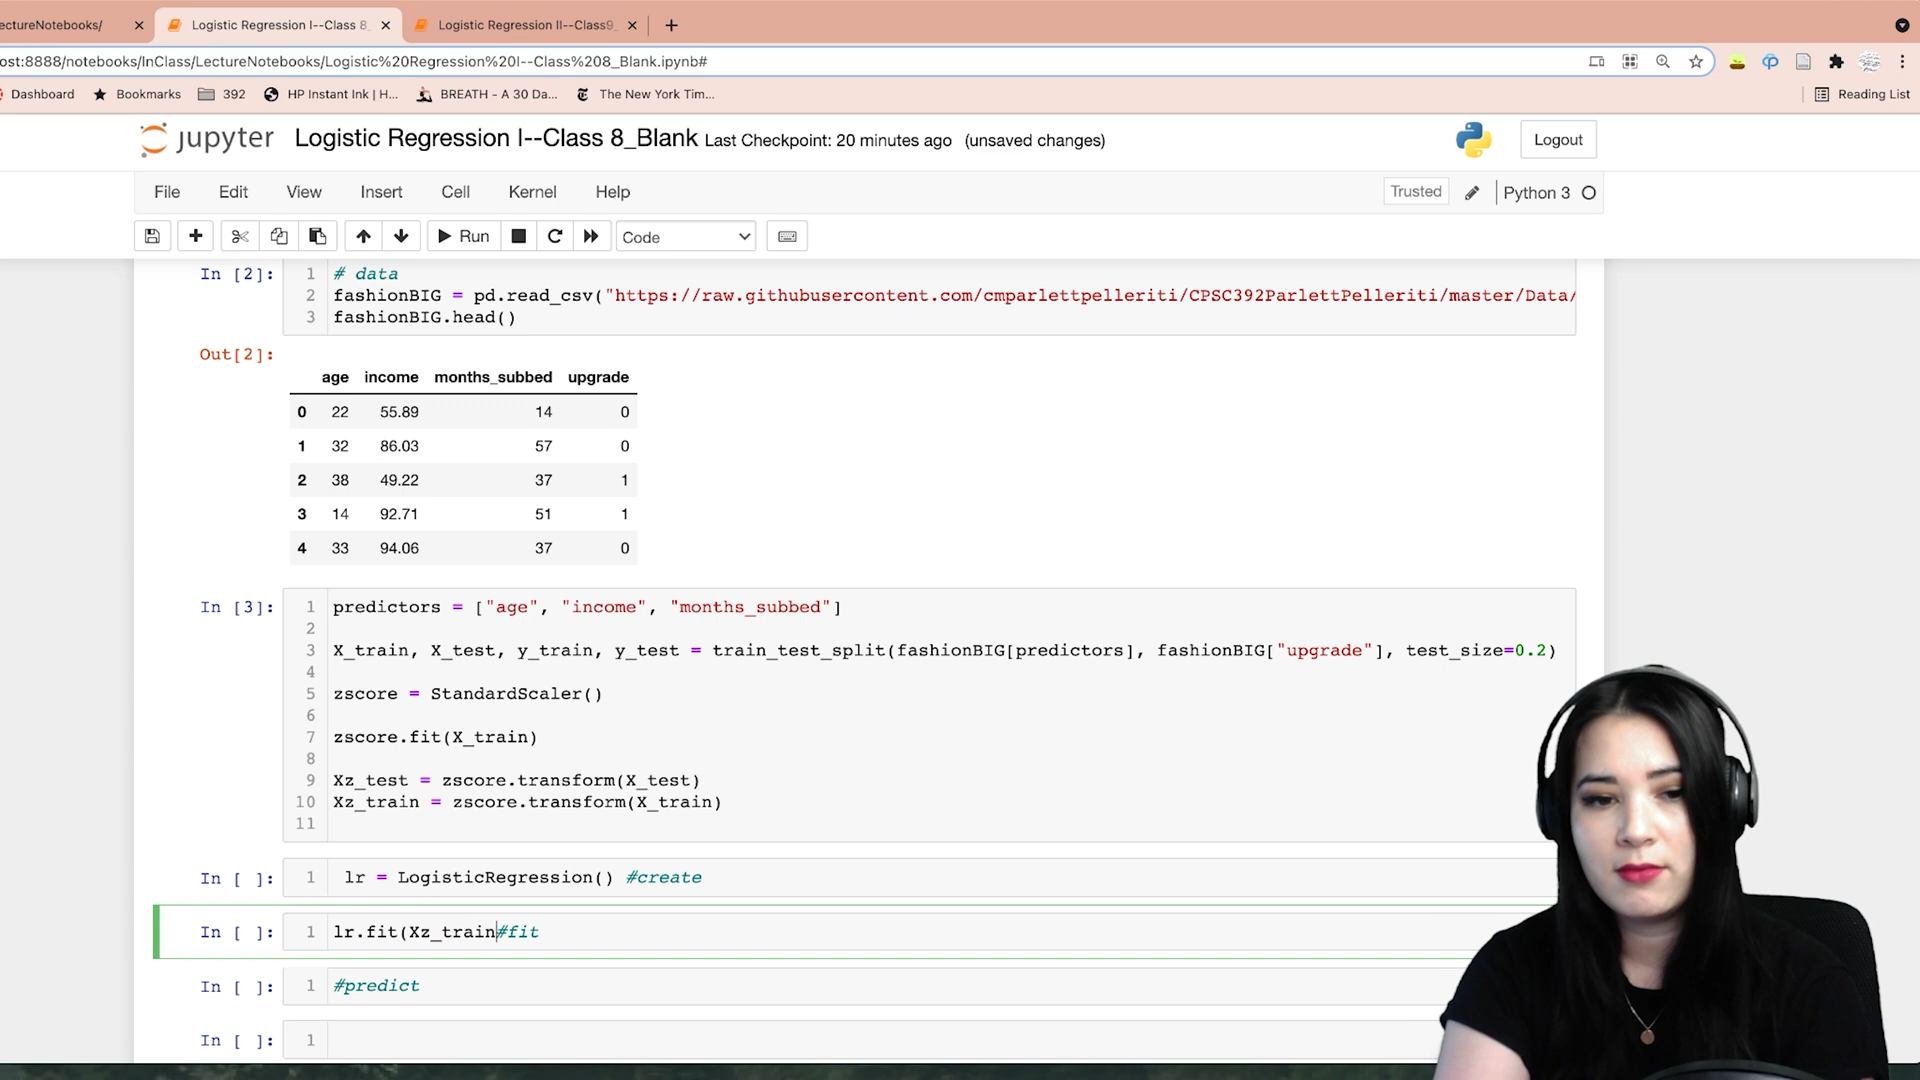 ectureNotebooks/
Logistic Regression I--Class 8_
Logistic Regression II--Class9_
ost:8888/notebooks/InClass/LectureNotebooks/Logistic%20Regression%20I--Class%208_Blank.ipynb#
Dashboard
Bookmarks
392
HP Instant Ink | H...
BREATH - A 30 Da...
The New York Tim...
Reading List
jupyter
Logistic Regression I--Class 8_Blank Last Checkpoint: 20 minutes ago (unsaved changes)
Logout
File Edit View Insert Cell Kernel Help
Trusted
Python 3
Run
Code
In [2]:
1 # data
2 fashionBIG = pd.read_csv("https://raw.githubusercontent.com/cmparlettpelleriti/CPSC392ParlettPelleriti/master/Data/
3 fashionBIG.head()
Out[2]:
age income months_subbed upgrade
0 22 55.89 14 0
1 32 86.03 57 0
2 38 49.22 37 1
3 14 92.71 51 1
4 33 94.06 37 0
In [3]:
1 predictors = ["age", "income", "months_subbed"]
2
3 X_train, X_test, y_train, y_test = train_test_split(fashionBIG[predictors], fashionBIG["upgrade"], test_size=0.2)
4
5 zscore = StandardScaler()
6
7 zscore.fit(X_train)
8
9 Xz_test = zscore.transform(X_test)
10 Xz_train = zscore.transform(X_train)
11
In [ ]: 1 lr = LogisticRegression() #create
In [ ]: 1 lr.fit(Xz_train#fit
In [ ]: 1 #predict
In [ ]: 1